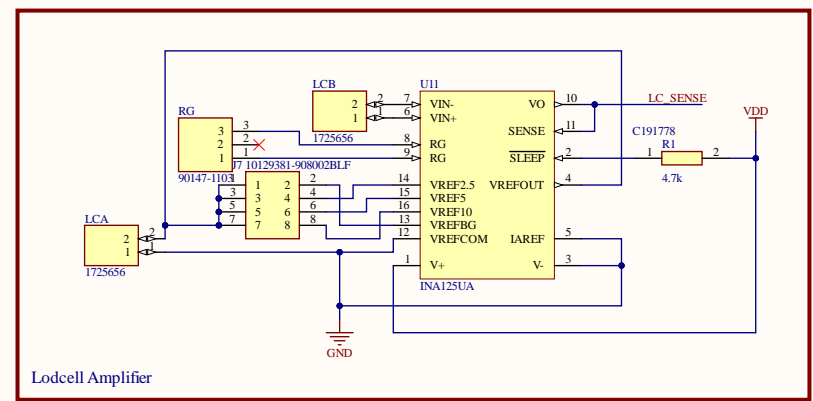 LCB
2 2
1 1
1725656
U11
7 VIN- VO 10
6 VIN+
SENSE 11
8 RG
9 RG SLEEP 2
14 VREF2.5 VREFOUT 4
15 VREF5
16 VREF10
13 VREFBG
12 VREFCOM IAREF 5
1 V+ V- 3
INA125UA
LC_SENSE
VDD
C191778
R1
1 2
4.7k
RG
3 3
2 2
1 1
90147-1103
J7 10129381-908002BLF
1 1 2 2
3 3 4 4
5 5 6 6
7 7 8 8
LCA
2 2
1 1
1725656
GND
Lodcell Amplifier